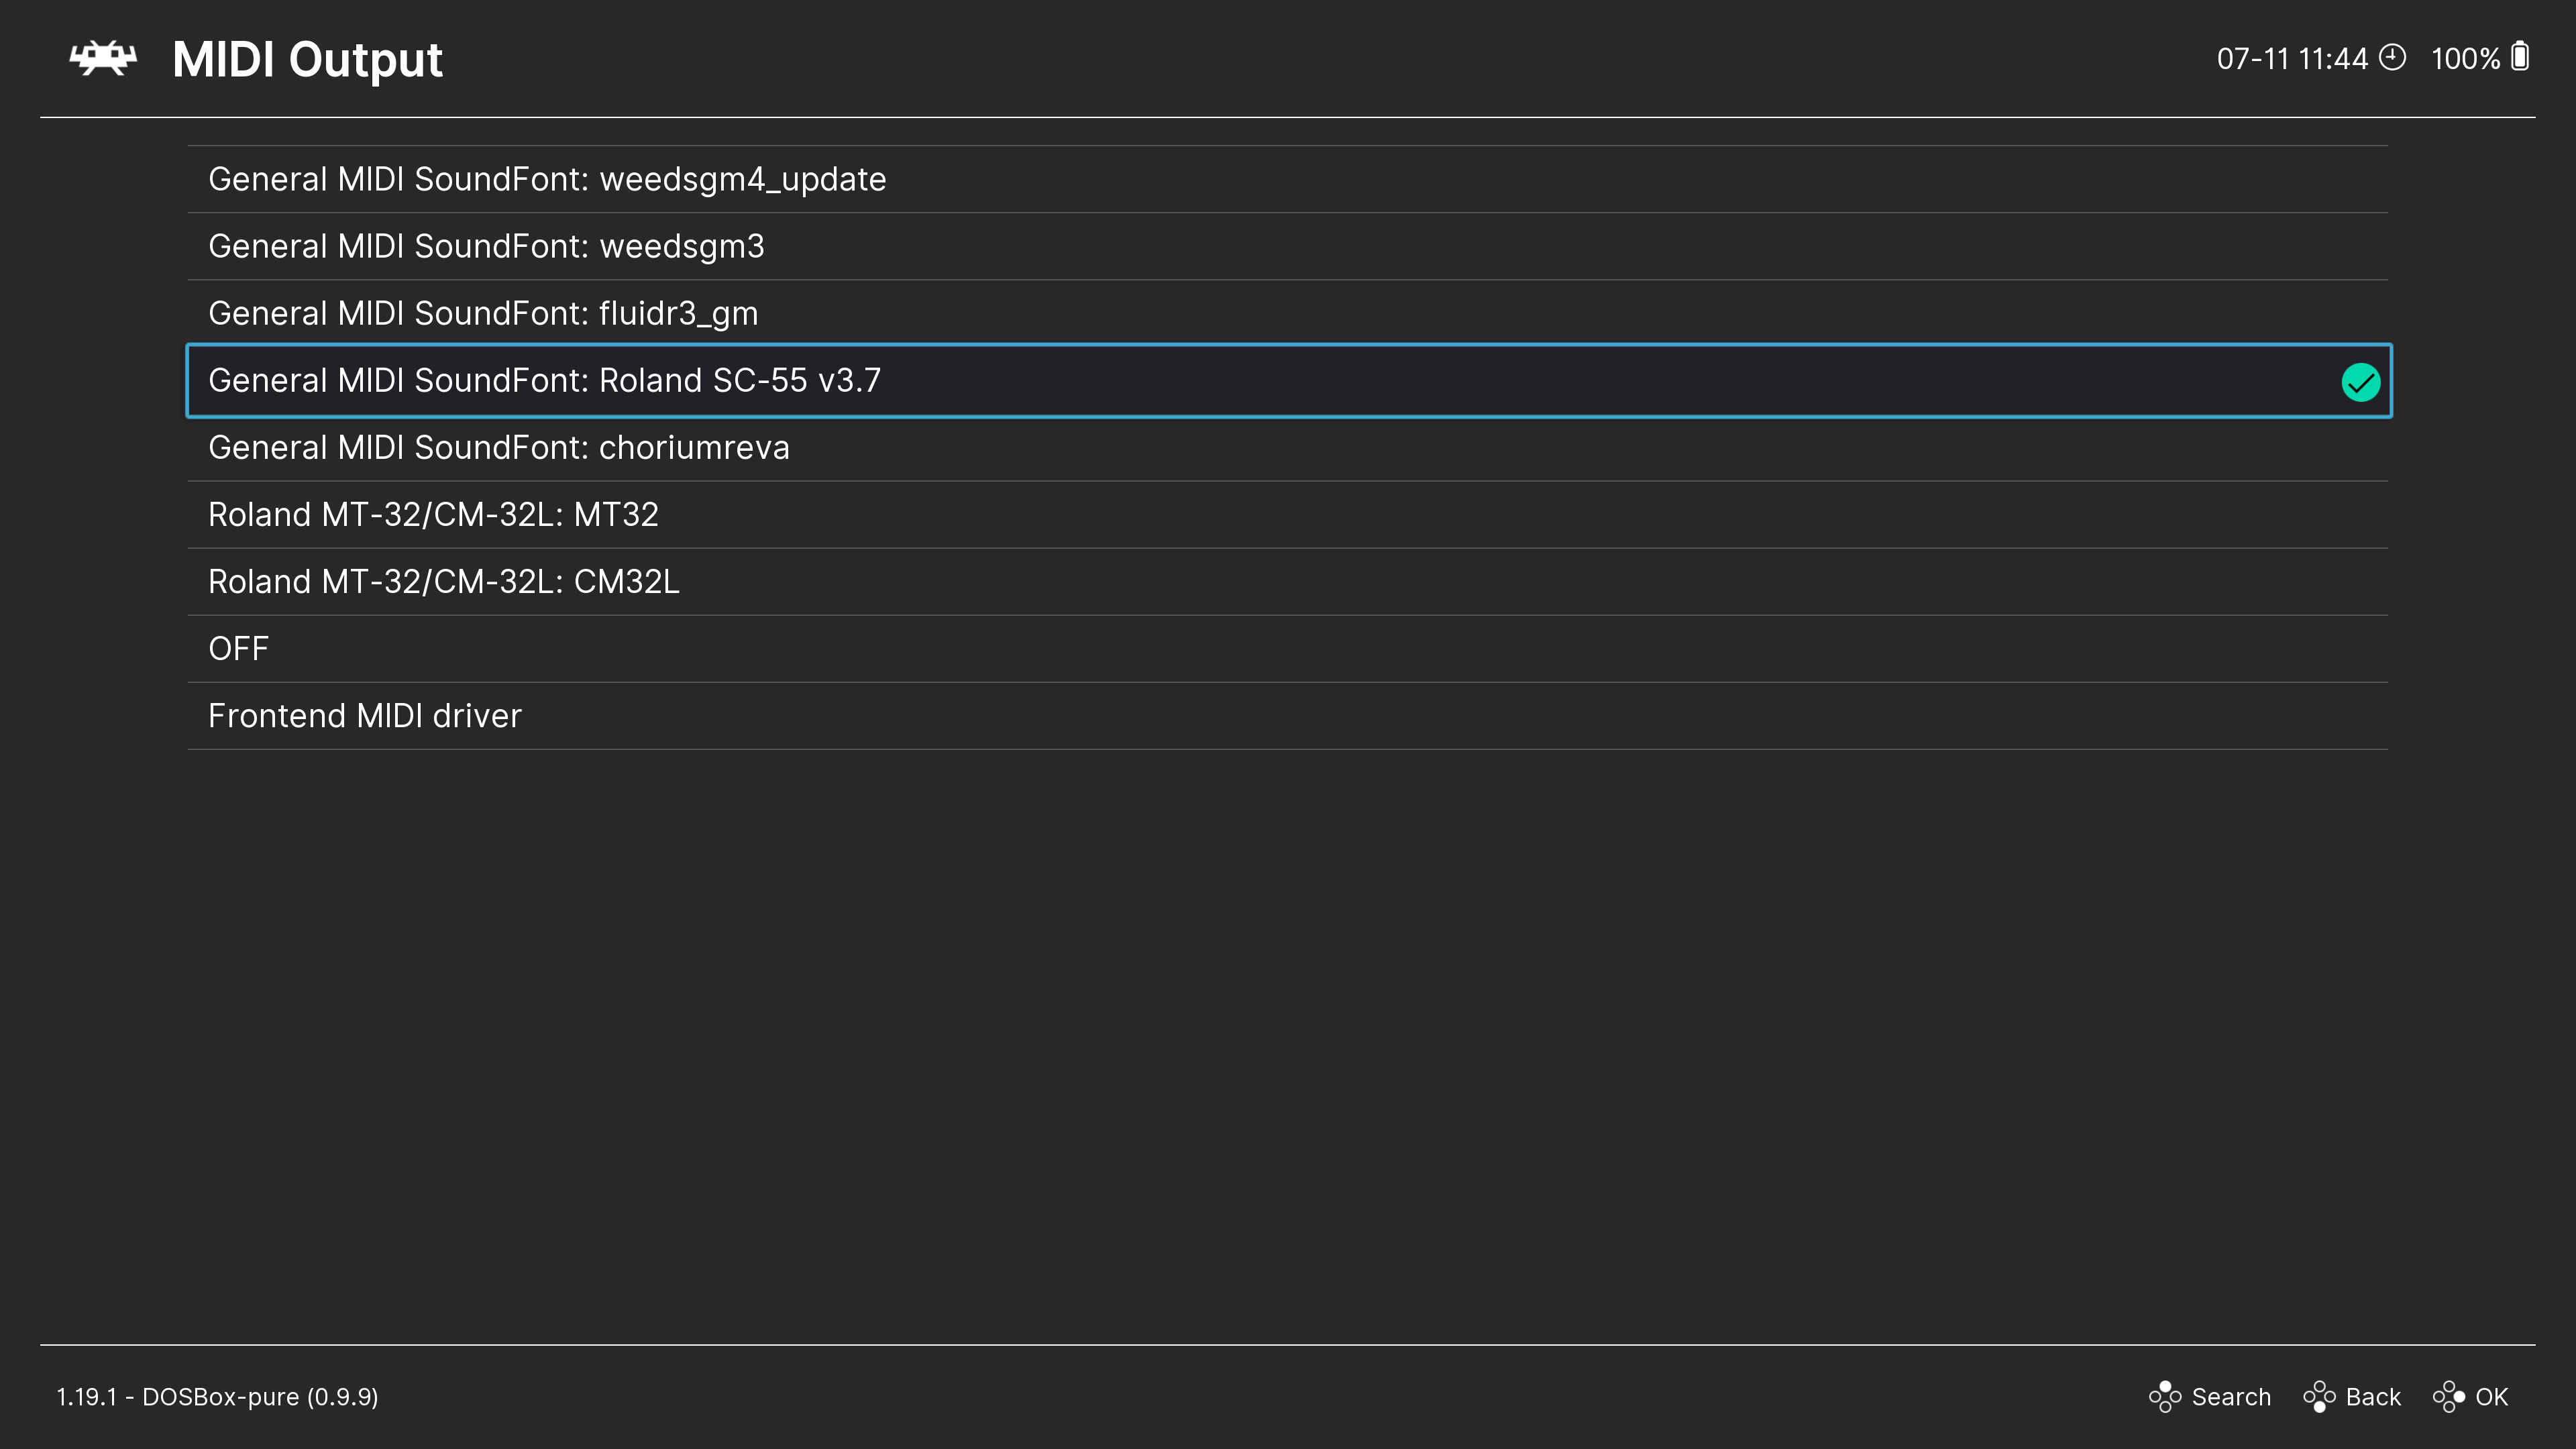 MIDI Output
07-11 11:44 100%
General MIDI SoundFont: weedsgm4_update
General MIDI SoundFont: weedsgm3
General MIDI SoundFont: fluidr3_gm
General MIDI SoundFont: Roland SC-55 v3.7
General MIDI SoundFont: choriumreva
Roland MT-32/CM-32L: MT32
Roland MT-32/CM-32L: CM32L
OFF
Frontend MIDI driver
1.19.1 - DOSBox-pure (0.9.9)
Search Back OK